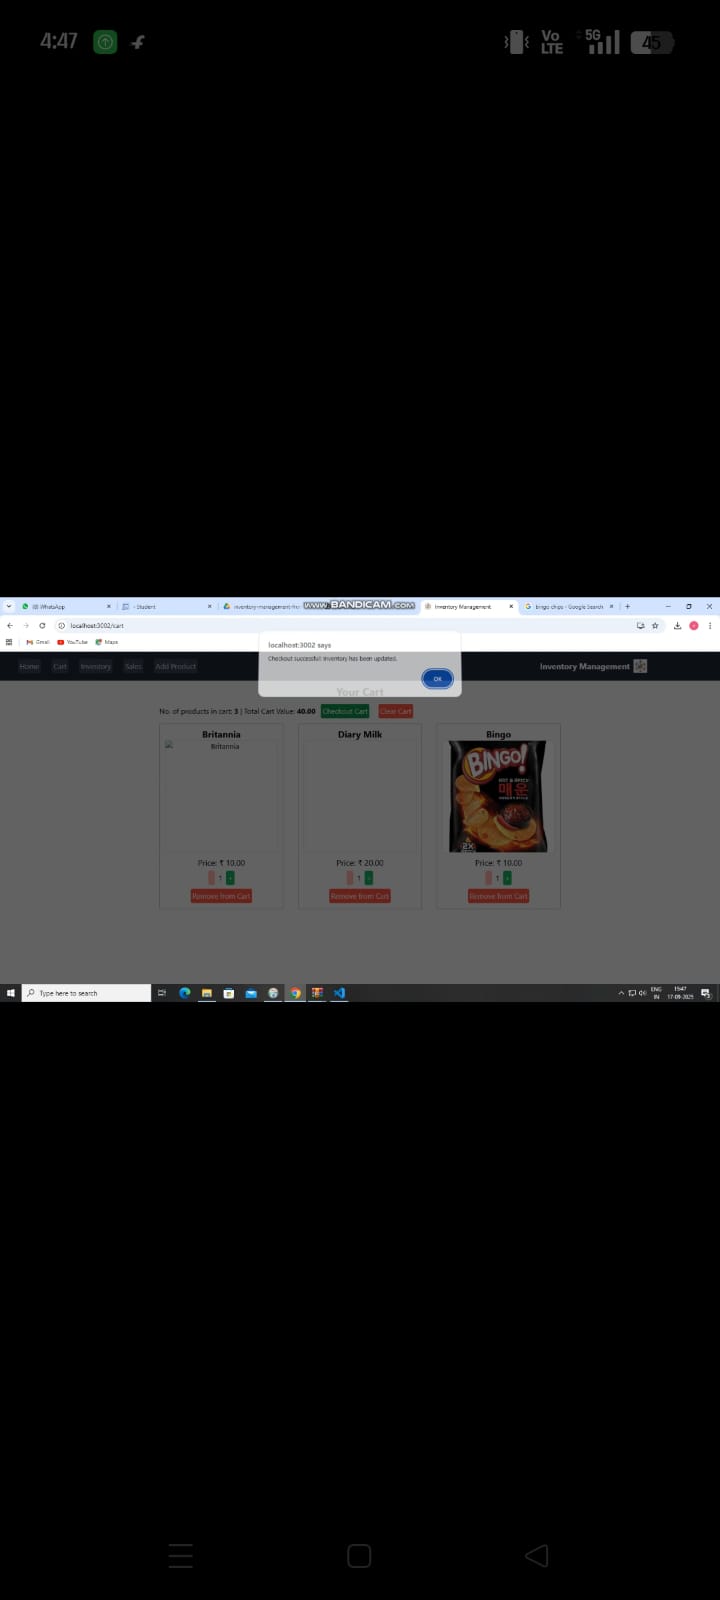 4:47
Vo
LTE
5G
45
WhatsApp
- Student
inventory-management-fro
WWW.BANDICAM.COM
Inventory Management
bingo chips - Google Search
localhost:3002/cart
Gmail
YouTube
Maps
localhost:3002 says
Checkout successful! Inventory has been updated.
OK
Home
Cart
Inventory
Sales
Add Product
Inventory Management
Your Cart
No. of products in cart: 3 | Total Cart Value: 40.00
Checkout Cart
Clear Cart
Britannia
Diary Milk
Bingo
Britannia
BINGO!
매운
2X
Price: ₹ 10.00
Price: ₹ 20.00
Price: ₹ 10.00
- 1 +
- 1 +
- 1 +
Remove from Cart
Remove from Cart
Remove from Cart
Type here to search
ENG
IN
15:47
17-09-2025